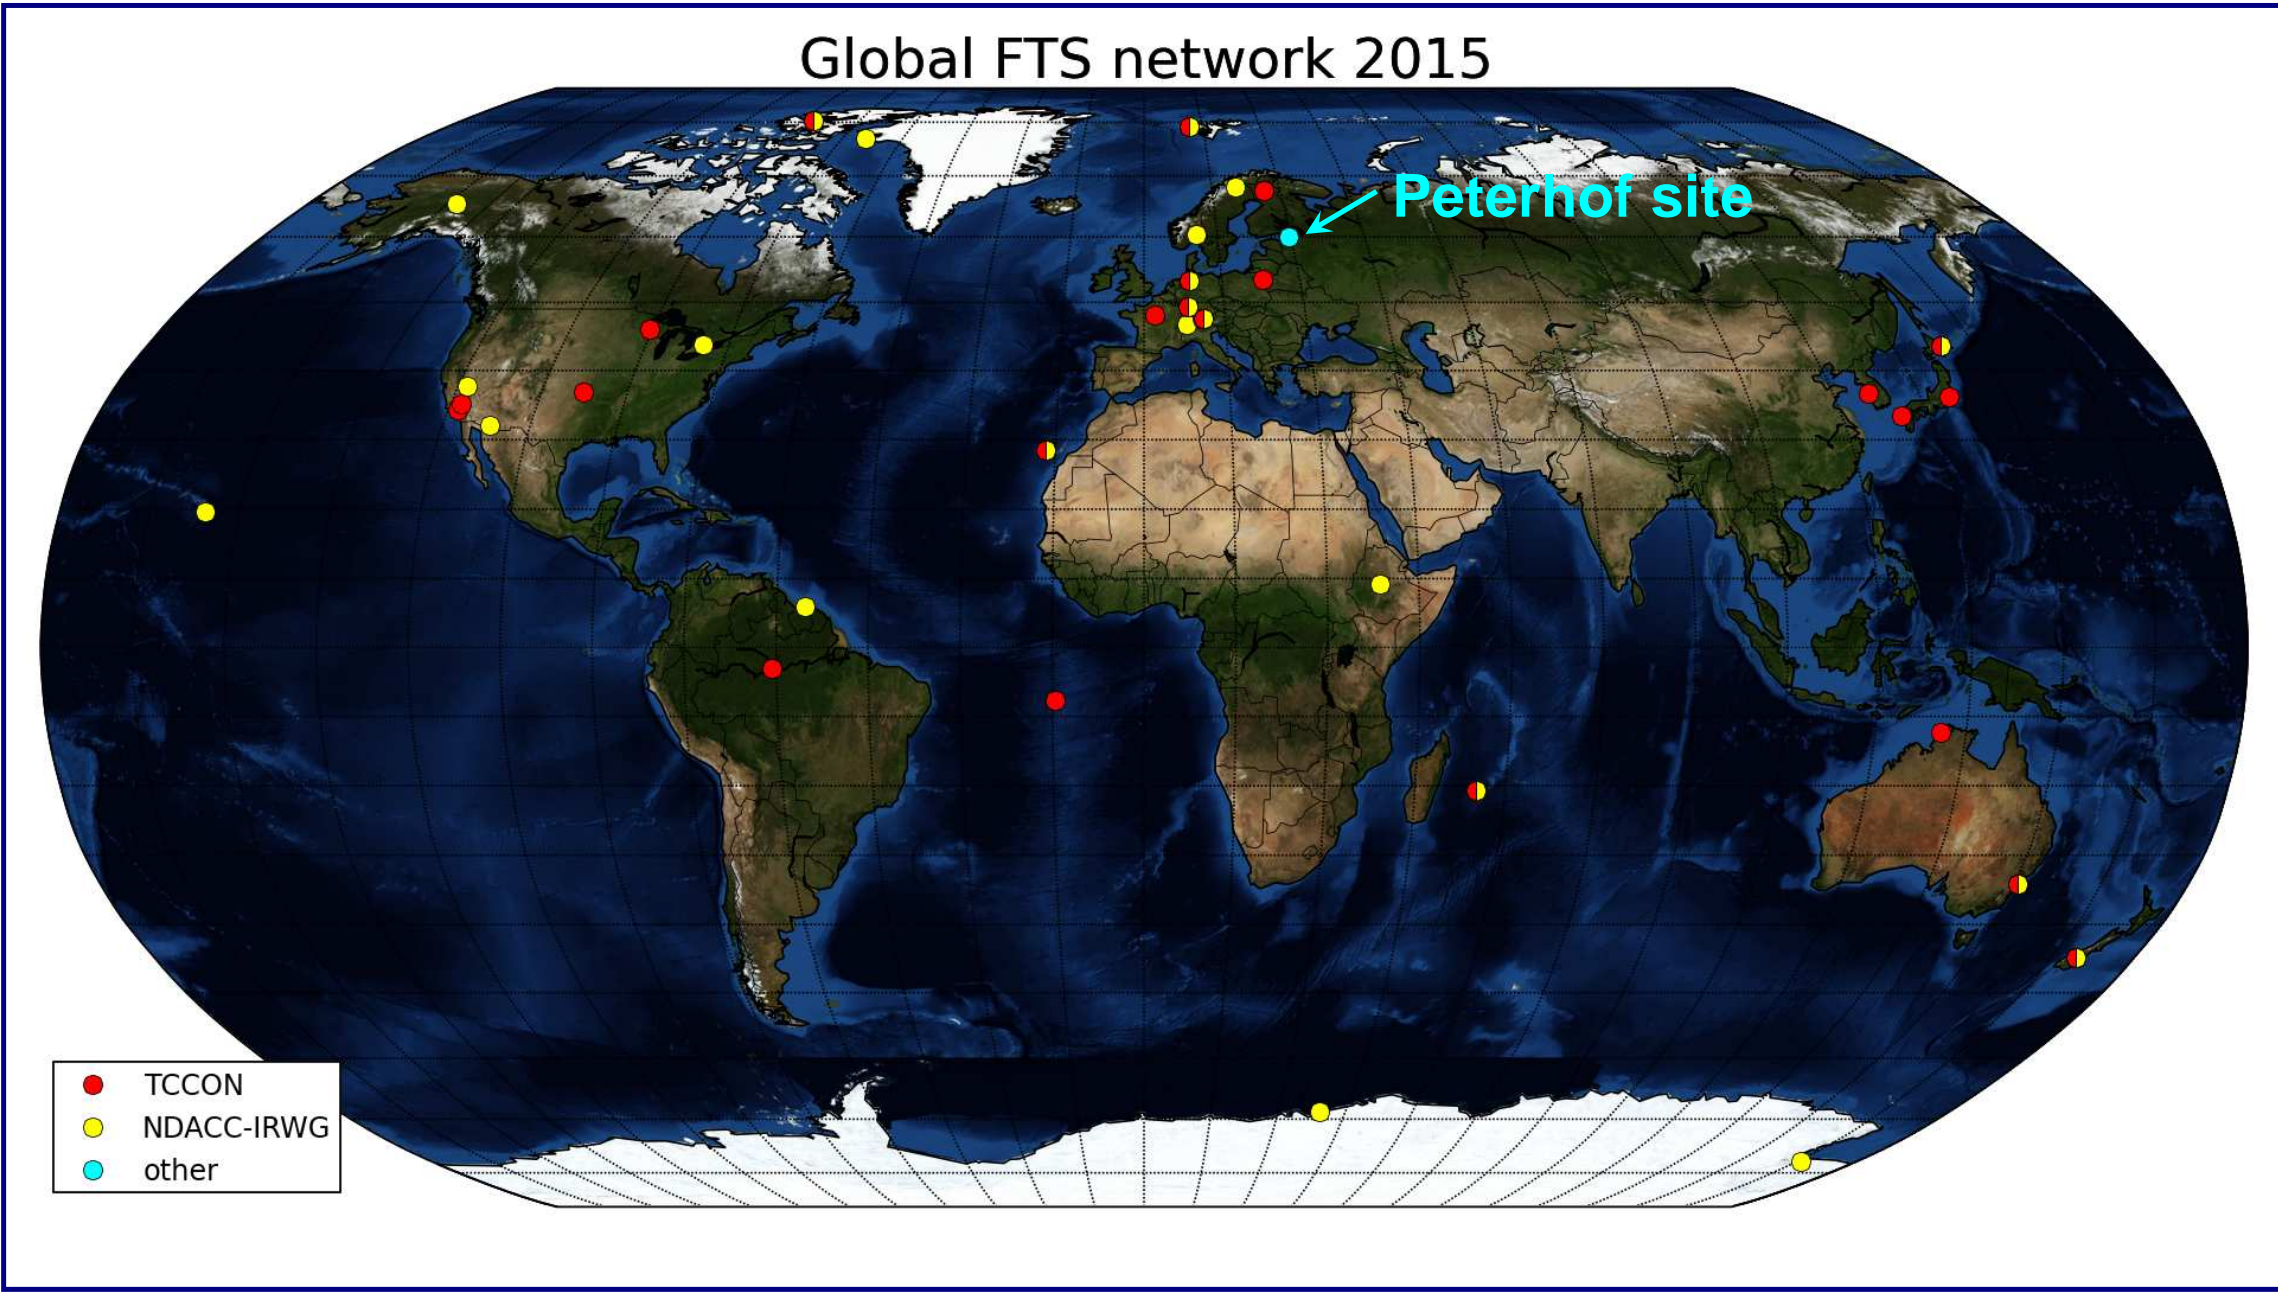 Global FTS network 2015
Peterhof site
TCCON
NDACC-IRWG
other